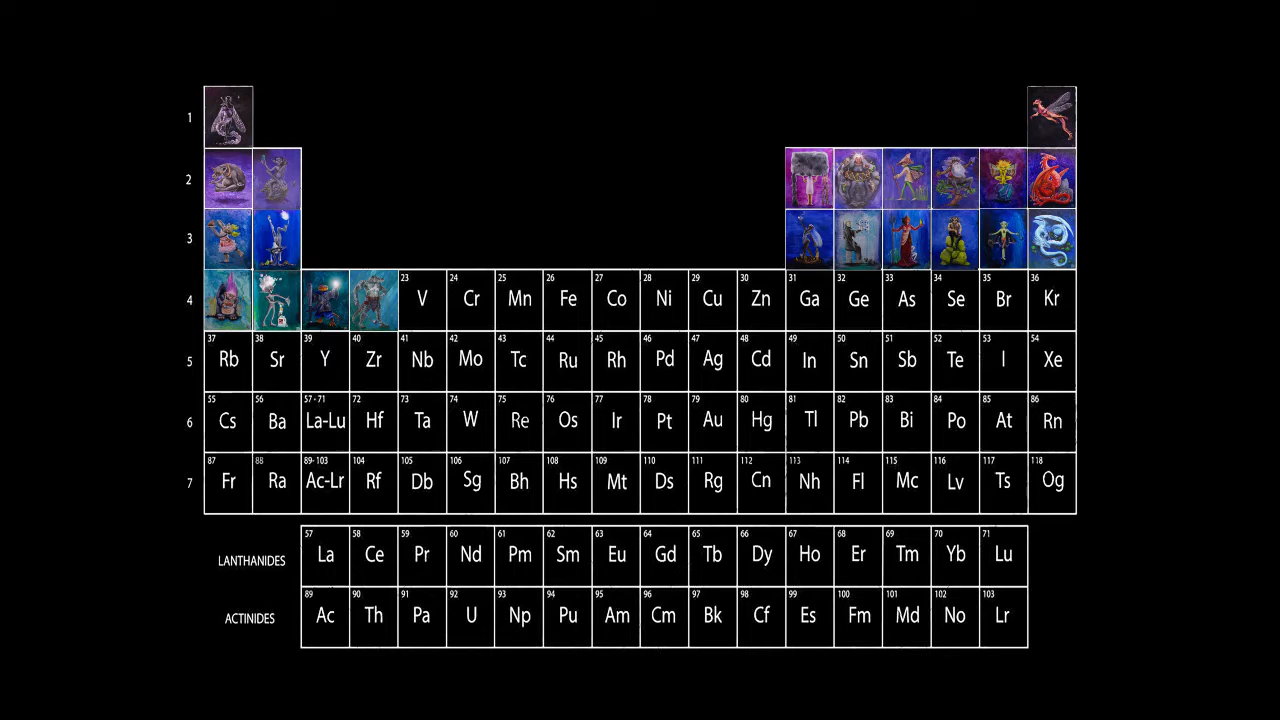 1
2
3
4 23 V 24 Cr 25 Mn 26 Fe 27 Co 28 Ni 29 Cu 30 Zn 31 Ga 32 Ge 33 As 34 Se 35 Br 36 Kr
5 37 Rb 38 Sr 39 Y 40 Zr 41 Nb 42 Mo 43 Tc 44 Ru 45 Rh 46 Pd 47 Ag 48 Cd 49 In 50 Sn 51 Sb 52 Te 53 I 54 Xe
6 55 Cs 56 Ba 57 - 71 La-Lu 72 Hf 73 Ta 74 W 75 Re 76 Os 77 Ir 78 Pt 79 Au 80 Hg 81 Tl 82 Pb 83 Bi 84 Po 85 At 86 Rn
7 87 Fr 88 Ra 89- 103 Ac-Lr 104 Rf 105 Db 106 Sg 107 Bh 108 Hs 109 Mt 110 Ds 111 Rg 112 Cn 113 Nh 114 Fl 115 Mc 116 Lv 117 Ts 118 Og
LANTHANIDES 57 La 58 Ce 59 Pr 60 Nd 61 Pm 62 Sm 63 Eu 64 Gd 65 Tb 66 Dy 67 Ho 68 Er 69 Tm 70 Yb 71 Lu
ACTINIDES 89 Ac 90 Th 91 Pa 92 U 93 Np 94 Pu 95 Am 96 Cm 97 Bk 98 Cf 99 Es 100 Fm 101 Md 102 No 103 Lr